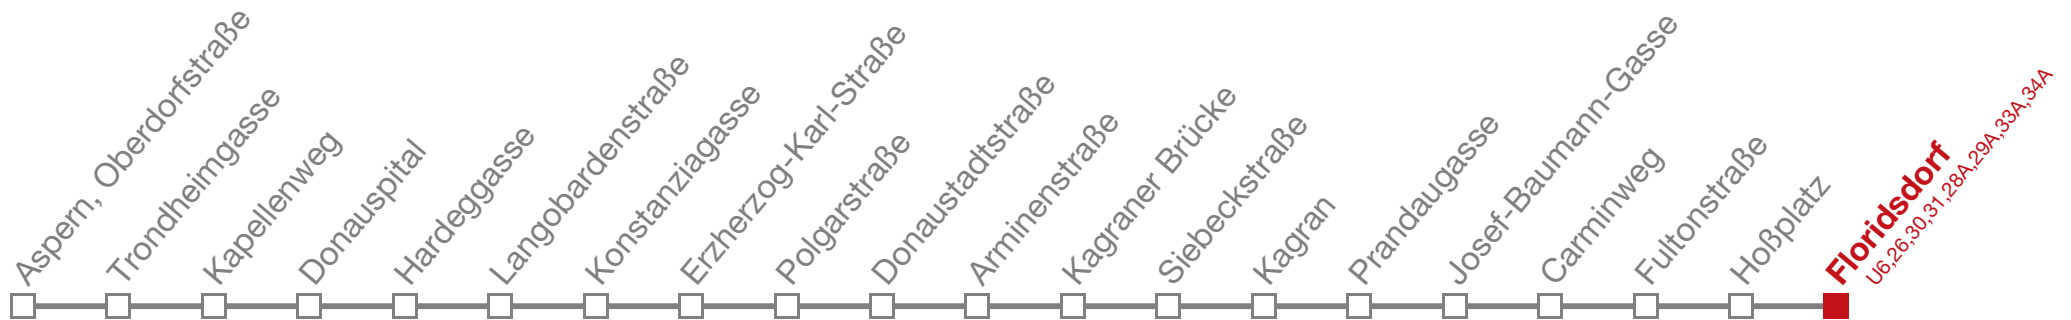 Aspern, Oberdorfstraße
Trondheimgasse
Kapellenweg
Donauspital
Hardeggasse
Langobardenstraße
Konstanziagasse
Erzherzog-Karl-Straße
Polgarstraße
Donaustadtstraße
Arminenstraße
Kagraner Brücke
Siebeckstraße
Kagran
Prandaugasse
Josef-Baumann-Gasse
Carminweg
Fultonstraße
Hoßplatz
Floridsdorf
U6,26,30,31,28A,29A,33A,34A